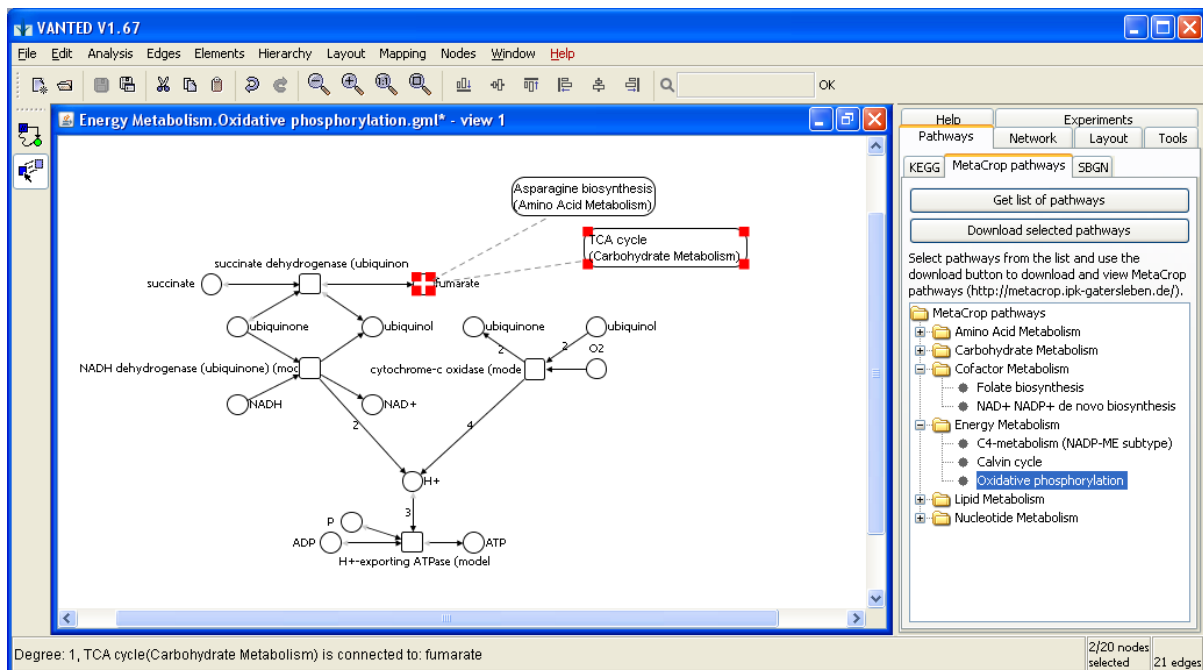 VANTED V1.67
File Edit Analysis Edges Elements Hierarchy Layout Mapping Nodes Window Help
OK
Energy Metabolism.Oxidative phosphorylation.gml* - view 1
Asparagine biosynthesis
(Amino Acid Metabolism)
TCA cycle
(Carbohydrate Metabolism)
succinate dehydrogenase (ubiquinon
succinate
fumarate
ubiquinone
ubiquinol
ubiquinone
ubiquinol
2
2
O2
NADH dehydrogenase (ubiquinone) (moc
cytochrome-c oxidase (mode
NADH
NAD+
2
4
H+
3
P
ADP
ATP
H+-exporting ATPase (model
Help Experiments
Pathways Network Layout Tools
KEGG MetaCrop pathways SBGN
Get list of pathways
Download selected pathways
Select pathways from the list and use the
download button to download and view MetaCrop
pathways (http://metacrop.ipk-gatersleben.de/).
MetaCrop pathways
Amino Acid Metabolism
Carbohydrate Metabolism
Cofactor Metabolism
Folate biosynthesis
NAD+ NADP+ de novo biosynthesis
Energy Metabolism
C4-metabolism (NADP-ME subtype)
Calvin cycle
Oxidative phosphorylation
Lipid Metabolism
Nucleotide Metabolism
Degree: 1, TCA cycle(Carbohydrate Metabolism) is connected to: fumarate
2/20 nodes
selected
21 edges